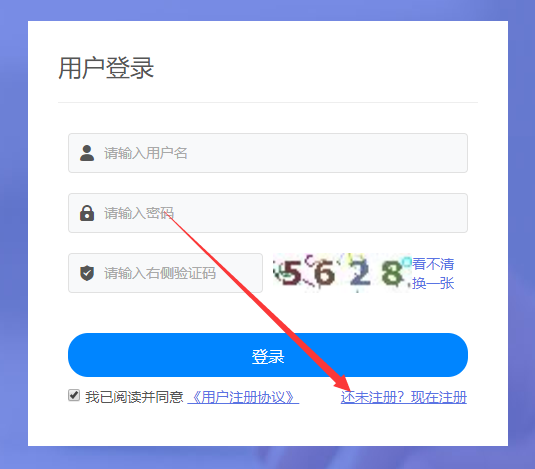 用户登录
请输入用户名
请输入密码
请输入右侧验证码
5628
看不清
换一张
登录
我已阅读并同意 《用户注册协议》
还未注册？现在注册